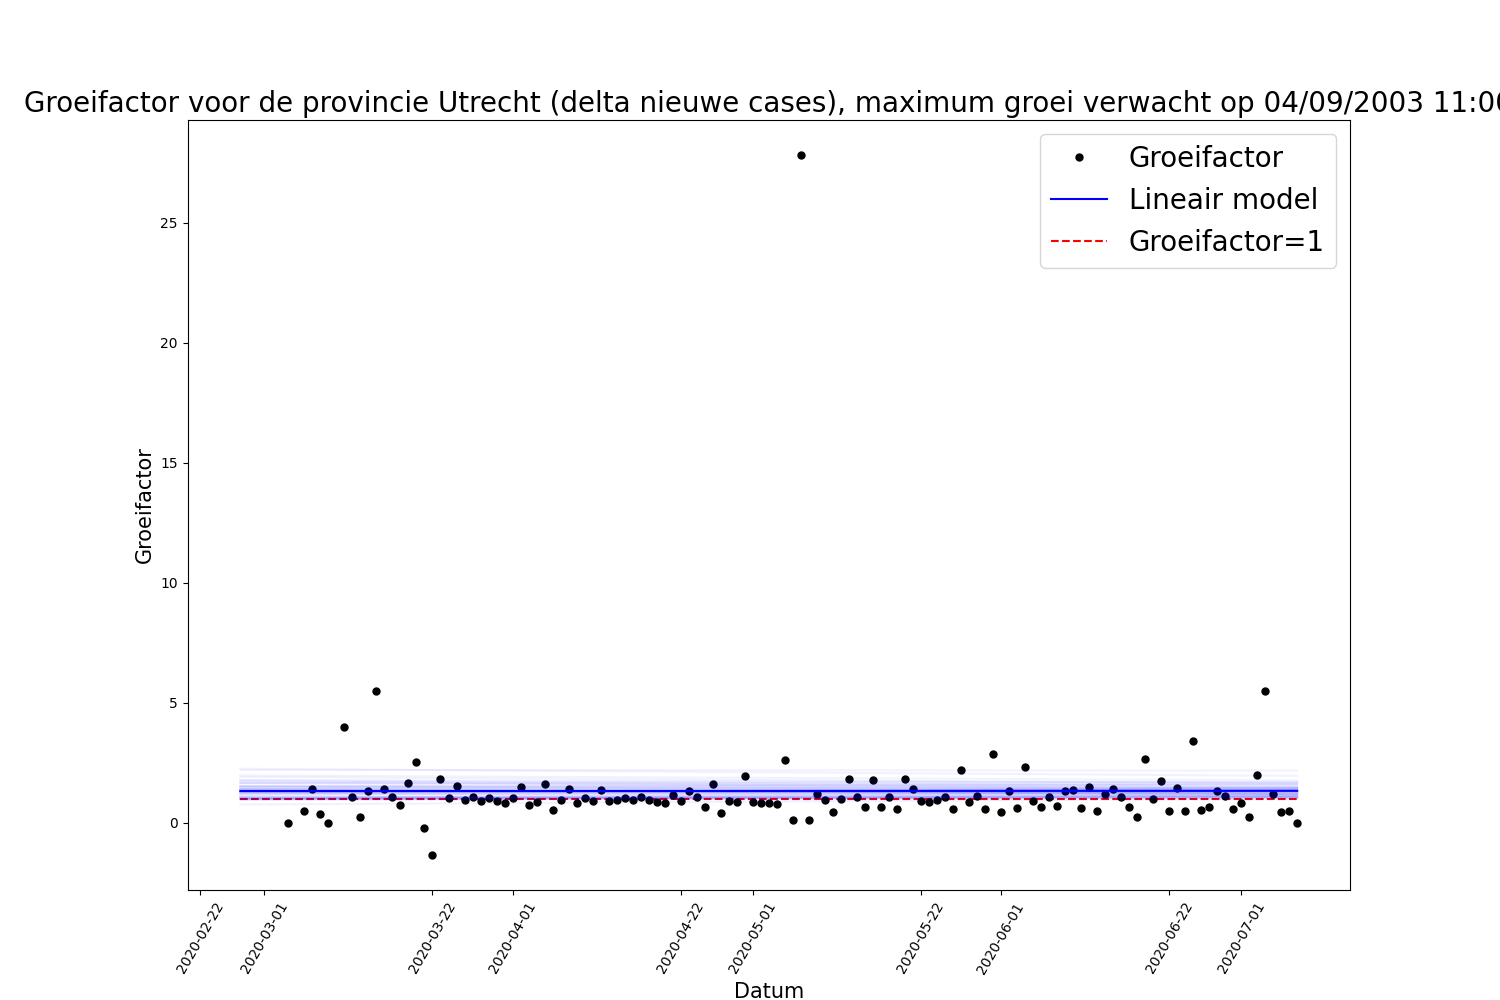 Groeifactor voor de provincie Utrecht (delta nieuwe cases), maximum groei verwacht op 04/09/2003 11:00
Groeifactor
Lineair model
Groeifactor=1
Groeifactor
25
20
15
10
5
0
2020-02-22
2020-03-01
2020-03-22
2020-04-01
2020-04-22
2020-05-01
2020-05-22
2020-06-01
2020-06-22
2020-07-01
Datum